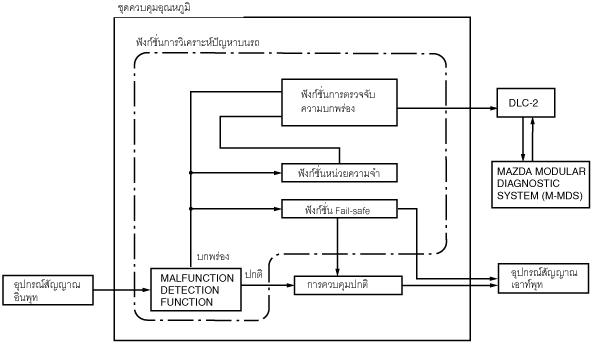 ชุดควบคุมอุณหภูมิ
ฟังก์ชั่นการวิเคราะห์ปัญหาบนรถ
ฟังก์ชั่นการตรวจจับ
ความบกพร่อง
DLC-2
ฟังก์ชั่นหน่วยความจำ
MAZDA MODULAR
DIAGNOSTIC
SYSTEM (M-MDS)
ฟังก์ชั่น Fail-safe
บกพร่อง
ปกติ
อุปกรณ์สัญญาณ
อินพุท
MALFUNCTION
DETECTION
FUNCTION
การควบคุมปกติ
อุปกรณ์สัญญาณ
เอาท์พุท